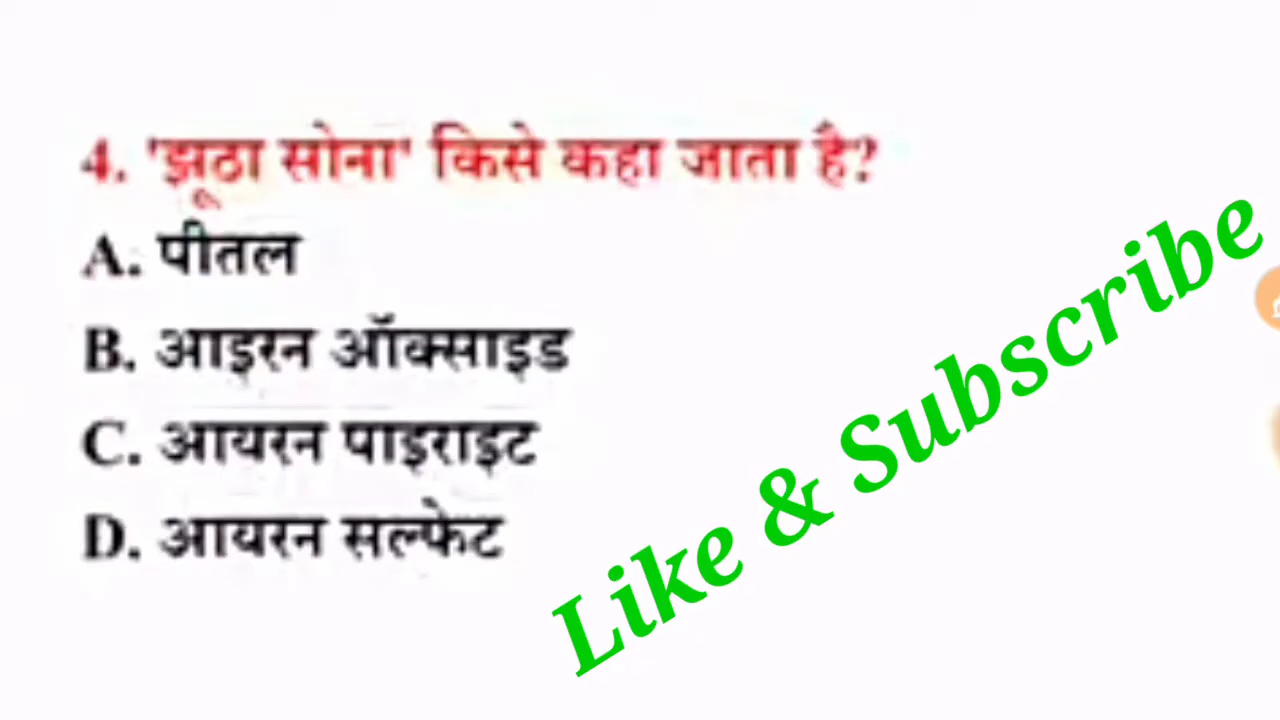 4. 'झूठा सोना' किसे कहा जाता है?
A. पीतल
B. आइरन ऑक्साइड
C. आयरन पाइराइट
D. आयरन सल्फेट
Like & Subscribe